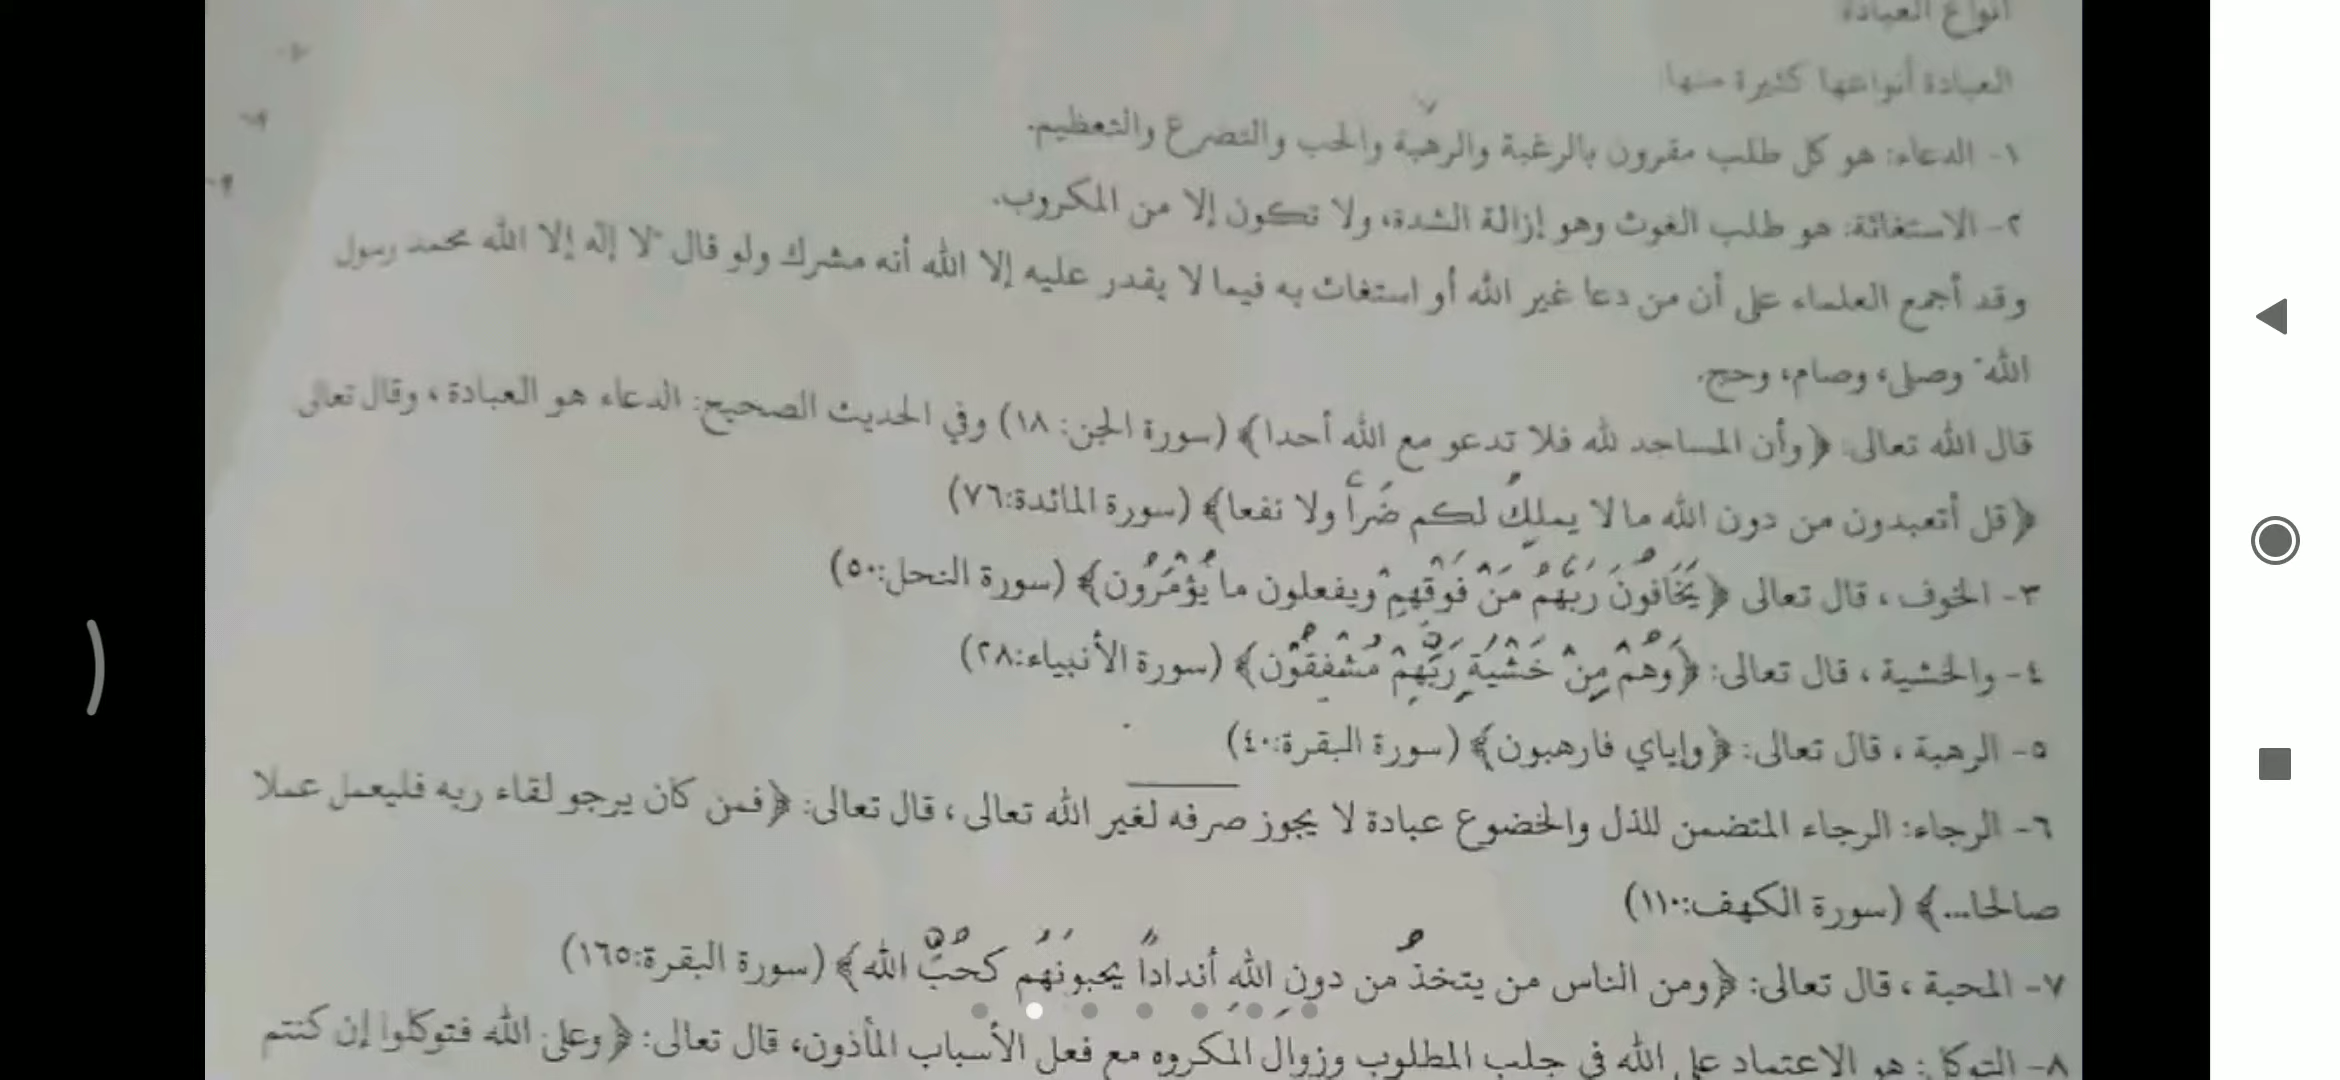 أنواع العبادة
العبادة أنواعها كثيرة منها:
١- الدعاء: هو كل طلب مقرون بالرغبة والرهبة والحب والتضرع والتعظيم.
٢- الاستغاثة: هو طلب الغوث وهو إزالة الشدة، ولا تكون إلا من المكروب.
وقد أجمع العلماء على أن من دعا غير الله أو استغاث به فيما لا يقدر عليه إلا الله أنه مشرك ولو قال "لا إله إلا الله محمد رسول
الله" وصلى، وصام، وحج.
قال الله تعالى: ﴿وأن المساجد لله فلا تدعو مع الله أحدا﴾ (سورة الجن: ١٨) وفي الحديث الصحيح: الدعاء هو العبادة، وقال تعالى
﴿قل أتعبدون من دون الله ما لا يملِكُ لكم ضَراً ولا نفعا﴾ (سورة المائدة:٧٦)
٣- الخوف، قال تعالى ﴿يَخَافُونَ رَبَّهُمْ مَنْ فَوْقِهِمْ ويفعلون ما يُؤْمَرُون﴾ (سورة النحل:٥٠)
٤- والخشية، قال تعالى: ﴿وَهُمْ مِنْ خَشْيَةِ رَبِّهِمْ مُشْفِقُوْن﴾ (سورة الأنبياء:٢٨)
٥- الرهبة، قال تعالى: ﴿وإياي فارهبون﴾ (سورة البقرة:٤٠)
٦- الرجاء: الرجاء المتضمن للذل والخضوع عبادة لا يجوز صرفه لغير الله تعالى، قال تعالى: ﴿فمن كان يرجو لقاء ربه فليعمل عملا
صالحا...﴾ (سورة الكهف:١١٠)
٧- المحبة، قال تعالى: ﴿ومن الناس من يتخذُ من دونِ اللهِ أنداداً يحبونَهُم كحُبِّ الله﴾ (سورة البقرة:١٦٥)
٨- التوكل: هو الاعتماد على الله في جلب المطلوب وزوال المكروه مع فعل الأسباب المأذون، قال تعالى: ﴿وعلى الله فتوكلوا إن كنتم